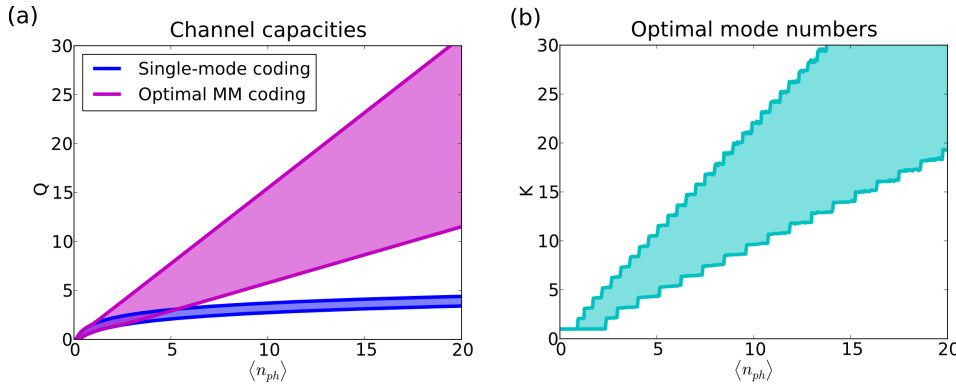 (a)
Channel capacities
Q
30
25
20
15
10
5
0
Single-mode coding
Optimal MM coding
0 5 10 15 20
⟨n_ph⟩
(b)
Optimal mode numbers
K
30
25
20
15
10
5
0
0 5 10 15 20
⟨n_ph⟩